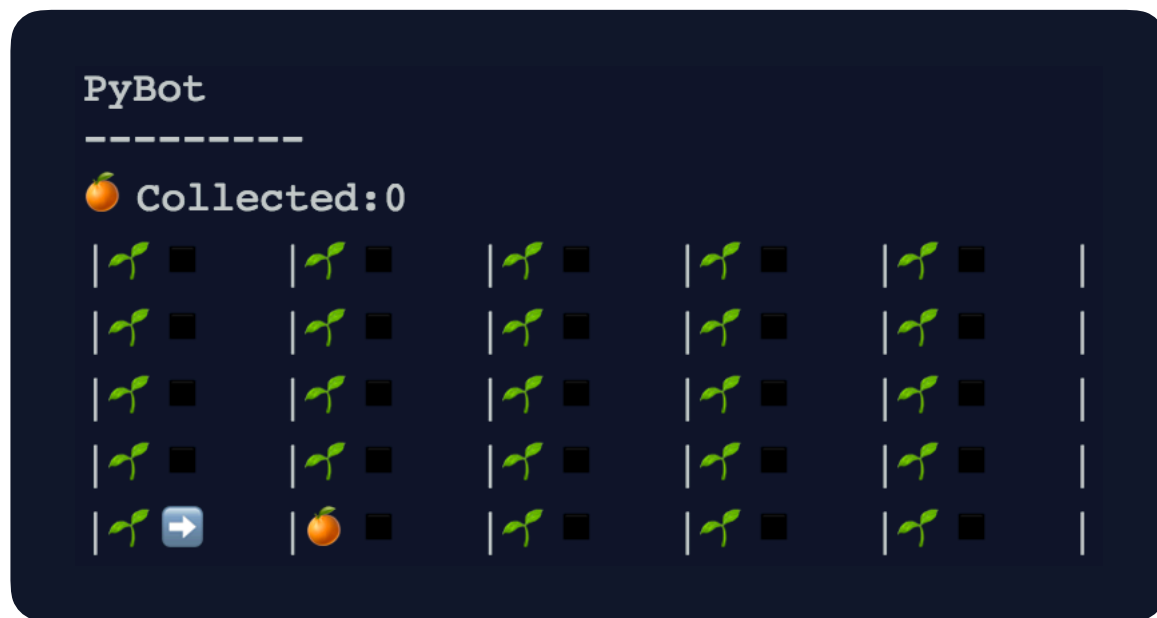 PyBot
---------
🍊 Collected:0
|🌱 ◾ |🌱 ◾ |🌱 ◾ |🌱 ◾ |🌱 ◾ |
|🌱 ◾ |🌱 ◾ |🌱 ◾ |🌱 ◾ |🌱 ◾ |
|🌱 ◾ |🌱 ◾ |🌱 ◾ |🌱 ◾ |🌱 ◾ |
|🌱 ◾ |🌱 ◾ |🌱 ◾ |🌱 ◾ |🌱 ◾ |
|🌱 ➡️ |🍊 ◾ |🌱 ◾ |🌱 ◾ |🌱 ◾ |